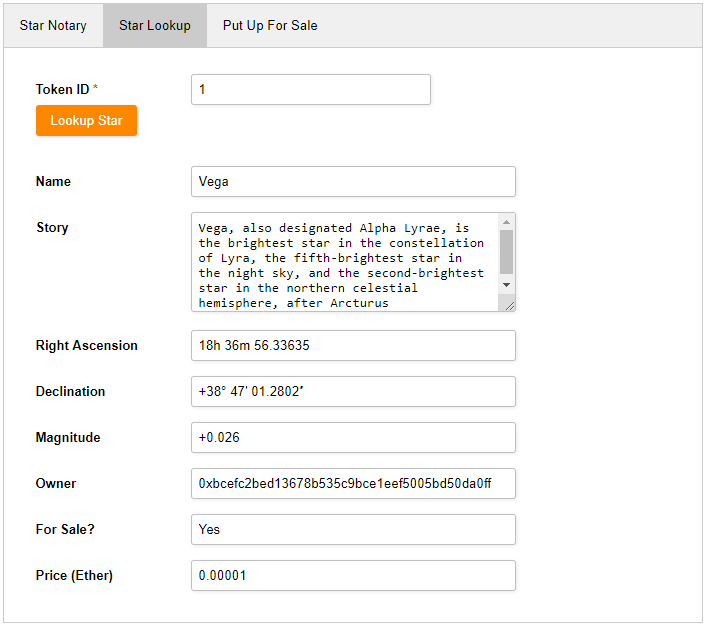 Star Notary Star Lookup Put Up For Sale
Token ID * 1
Lookup Star
Name Vega
Story Vega, also designated Alpha Lyrae, is
the brightest star in the constellation
of Lyra, the fifth-brightest star in
the night sky, and the second-brightest
star in the northern celestial
hemisphere, after Arcturus
Right Ascension 18h 36m 56.33635
Declination +38° 47′ 01.2802″
Magnitude +0.026
Owner 0xbcefc2bed13678b535c9bce1eef5005bd50da0ff
For Sale? Yes
Price (Ether) 0.00001